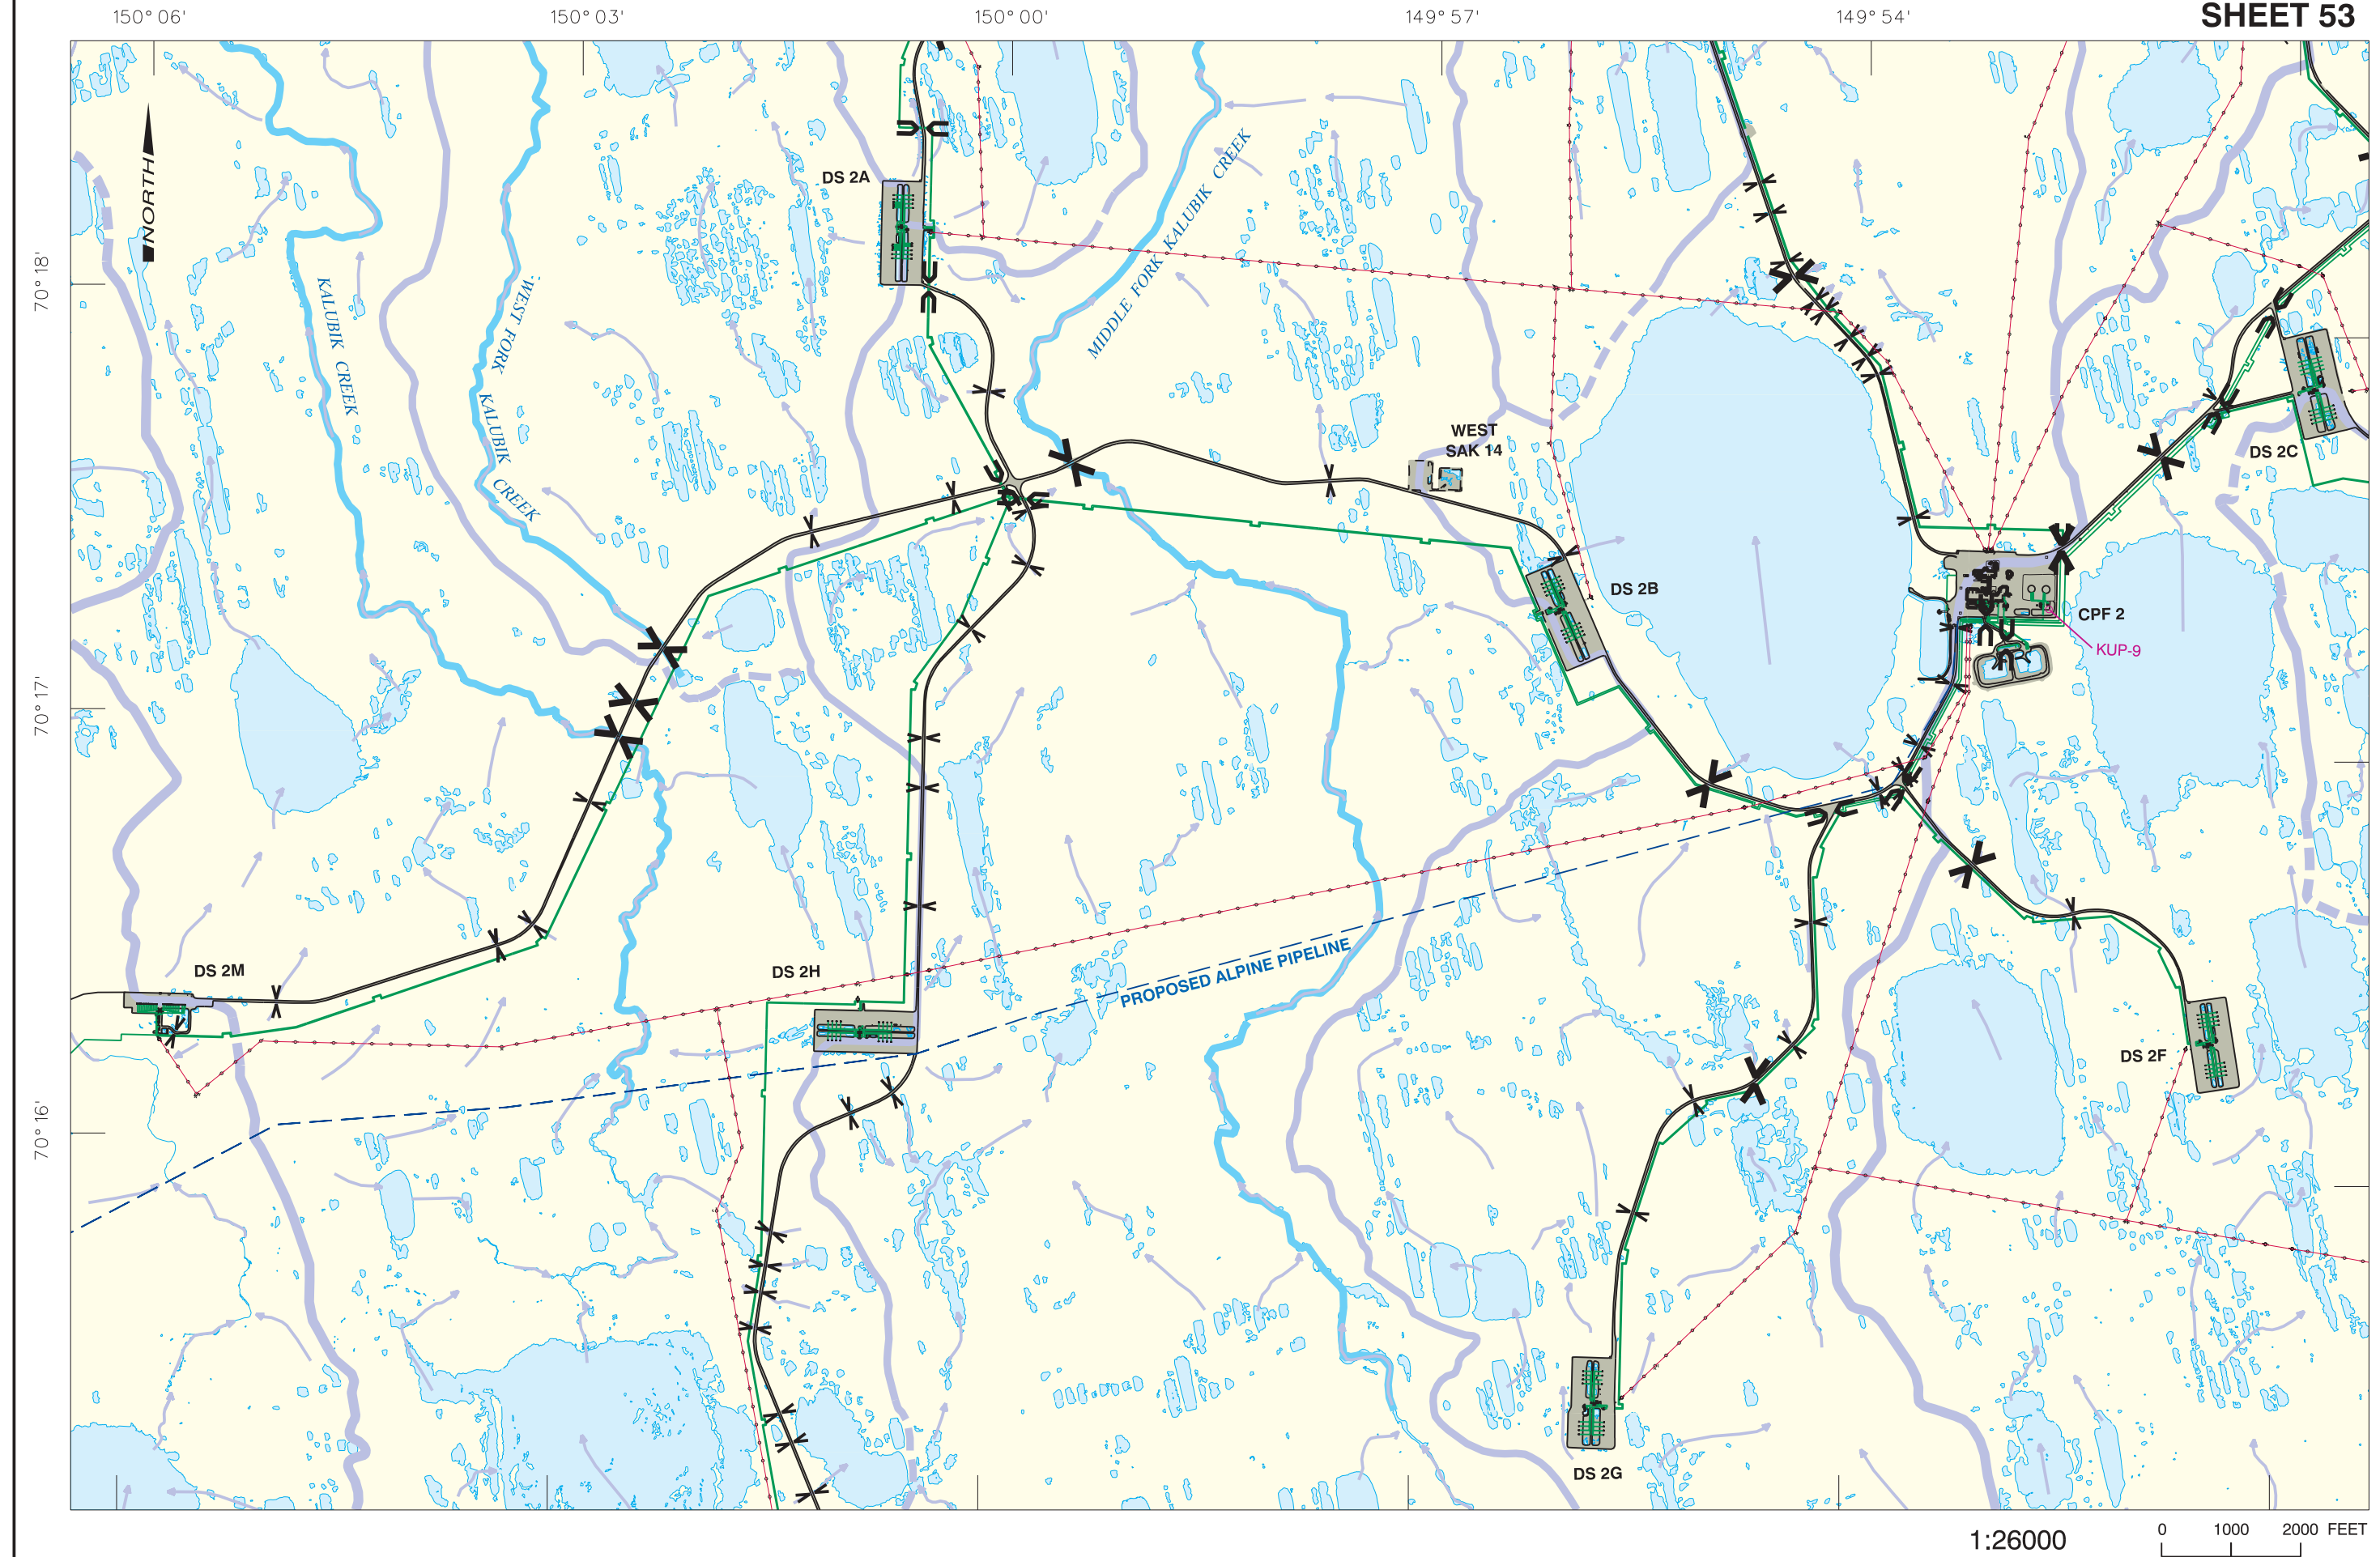 150° 06'
150° 03'
150° 00'
149° 57'
149° 54'
SHEET 53
NORTH
70° 18'
70° 17'
70° 16'
DS 2A
KALUBIK CREEK
WEST FORK KALUBIK CREEK
MIDDLE FORK KALUBIK CREEK
WEST
SAK 14
DS 2C
DS 2B
CPF 2
KUP-9
DS 2M
DS 2H
PROPOSED ALPINE PIPELINE
DS 2F
DS 2G
1:26000
0 1000 2000 FEET